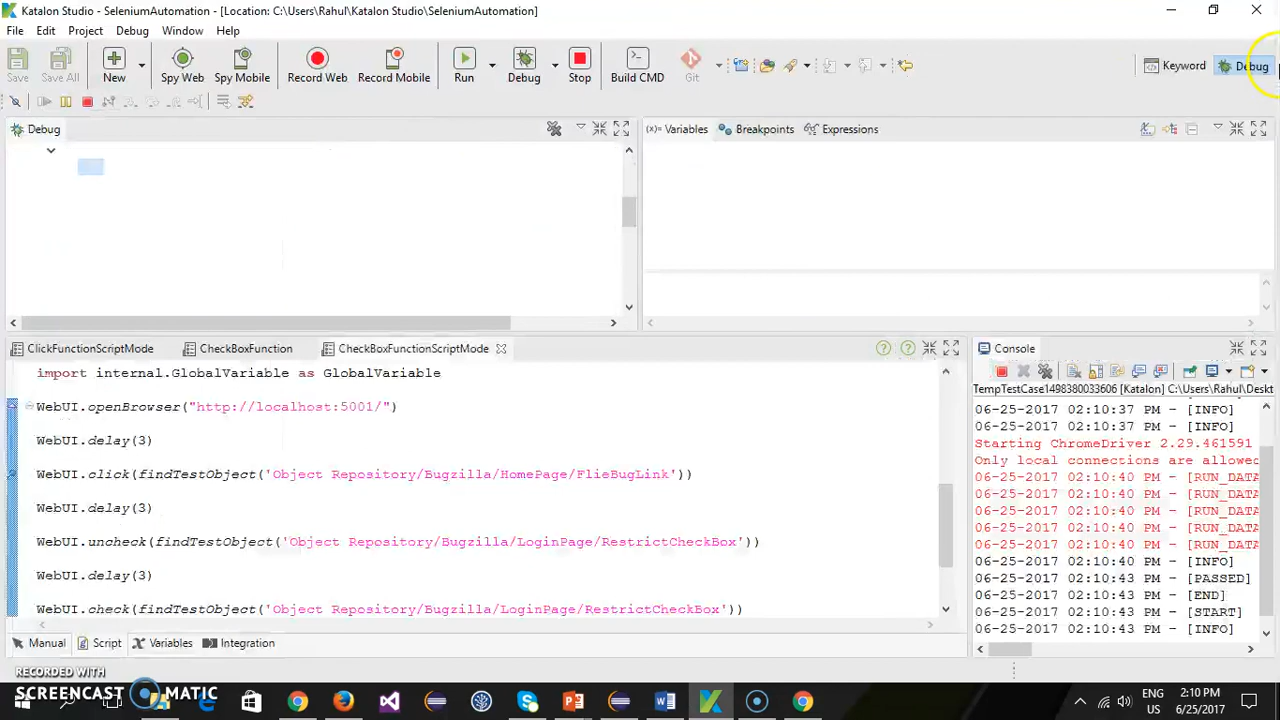 Katalon Studio - SeleniumAutomation - [Location: C:\Users\Rahul\Katalon Studio\SeleniumAutomation]
File Edit Project Debug Window Help
Save Save All New Spy Web Spy Mobile Record Web Record Mobile Run Debug Stop Build CMD Git Keyword Debug
Debug
(x)= Variables Breakpoints Expressions
ClickFunctionScriptMode CheckBoxFunction CheckBoxFunctionScriptMode
Console
import internal.GlobalVariable as GlobalVariable
WebUI.openBrowser("http://localhost:5001/")
WebUI.delay(3)
WebUI.click(findTestObject('Object Repository/Bugzilla/HomePage/FlieBugLink'))
WebUI.delay(3)
WebUI.uncheck(findTestObject('Object Repository/Bugzilla/LoginPage/RestrictCheckBox'))
WebUI.delay(3)
WebUI.check(findTestObject('Object Repository/Bugzilla/LoginPage/RestrictCheckBox'))
TempTestCase1498380033606 [Katalon] C:\Users\Rahul\Deskt
06-25-2017 02:10:37 PM - [INFO]
06-25-2017 02:10:37 PM - [INFO]
Starting ChromeDriver 2.29.461591
Only local connections are allowed
06-25-2017 02:10:40 PM - [RUN_DATA
06-25-2017 02:10:40 PM - [RUN_DATA
06-25-2017 02:10:40 PM - [RUN_DATA
06-25-2017 02:10:40 PM - [RUN_DATA
06-25-2017 02:10:40 PM - [RUN_DATA
06-25-2017 02:10:40 PM - [INFO]
06-25-2017 02:10:43 PM - [PASSED]
06-25-2017 02:10:43 PM - [END]
06-25-2017 02:10:43 PM - [START]
06-25-2017 02:10:43 PM - [INFO]
Manual Script (x)= Variables Integration
RECORDED WITH
SCREENCAST MATIC
ENG
US
2:10 PM
6/25/2017